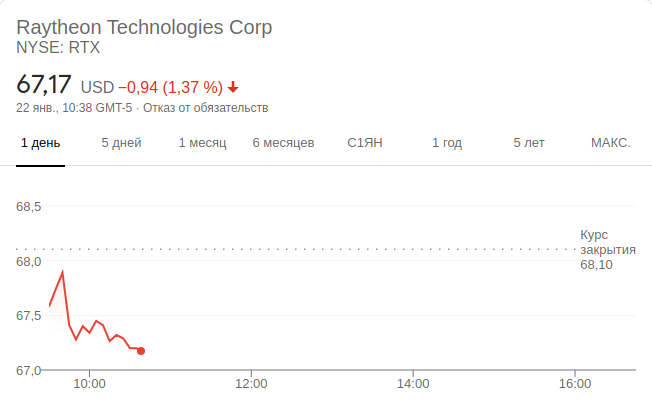 Raytheon Technologies Corp
NYSE: RTX
67,17 USD −0,94 (1,37 %)
22 янв., 10:38 GMT-5 · Отказ от обязательств
1 день 5 дней 1 месяц 6 месяцев С1ЯН 1 год 5 лет МАКС.
68,5
Курс
закрытия
68,10
68,0
67,5
67,0
10:00 12:00 14:00 16:00